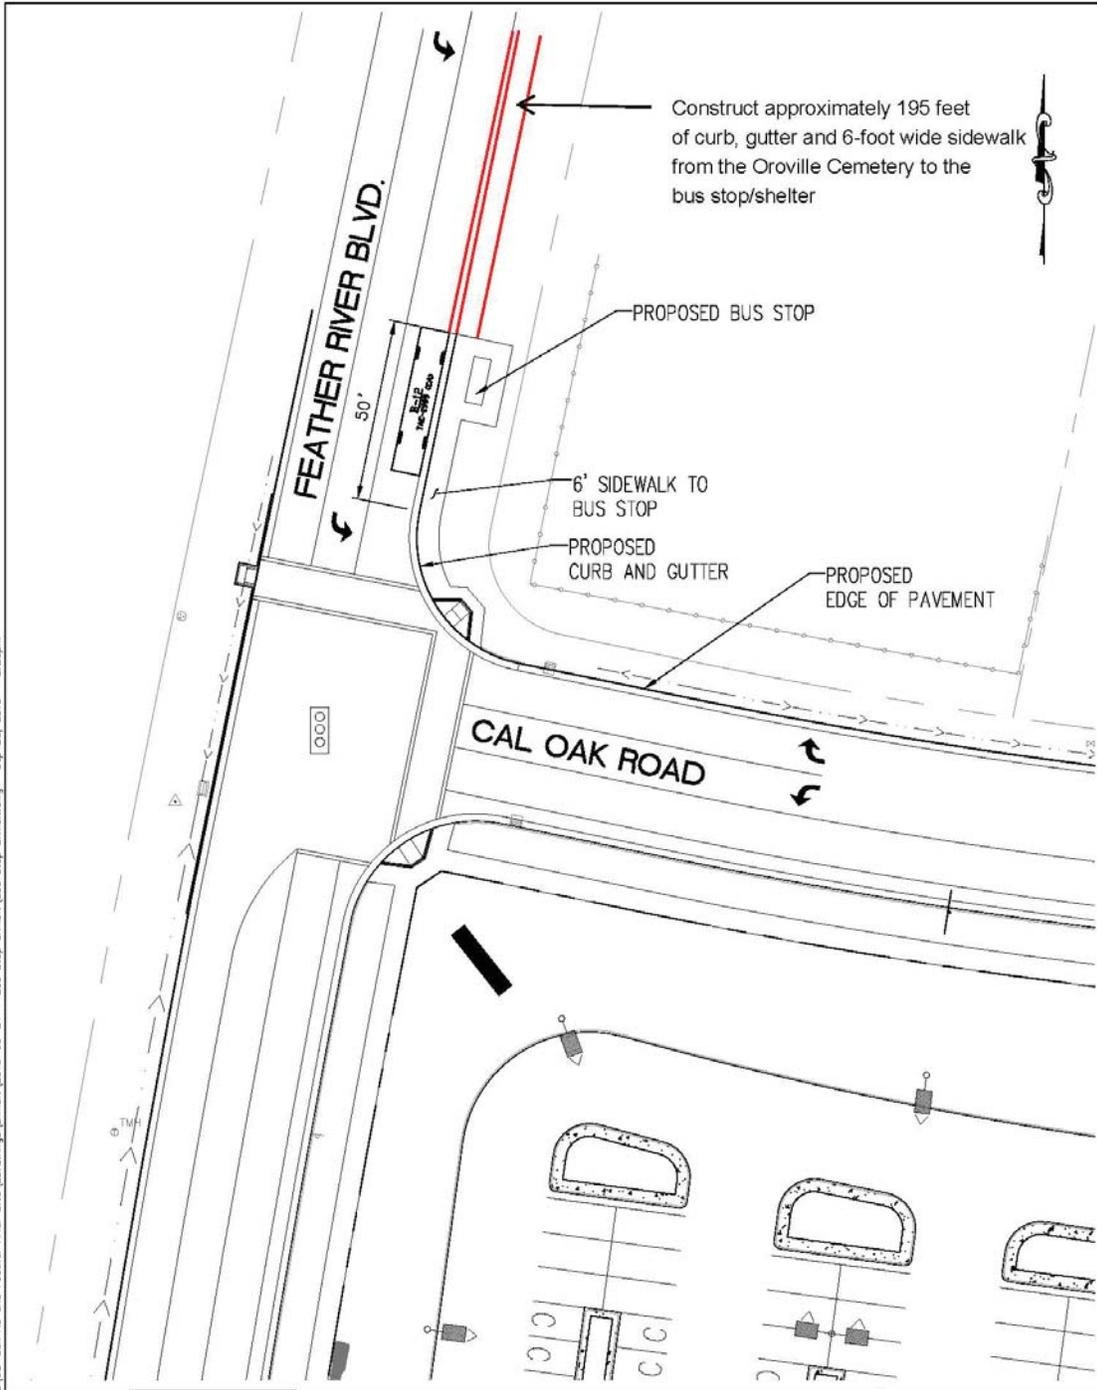 Construct approximately 195 feet
of curb, gutter and 6-foot wide sidewalk
from the Oroville Cemetery to the
bus stop/shelter
FEATHER RIVER BLVD.
PROPOSED BUS STOP
50'
B-12
6' SIDEWALK TO
BUS STOP
PROPOSED
CURB AND GUTTER
PROPOSED
EDGE OF PAVEMENT
CAL OAK ROAD
TMH
C C
C C
C